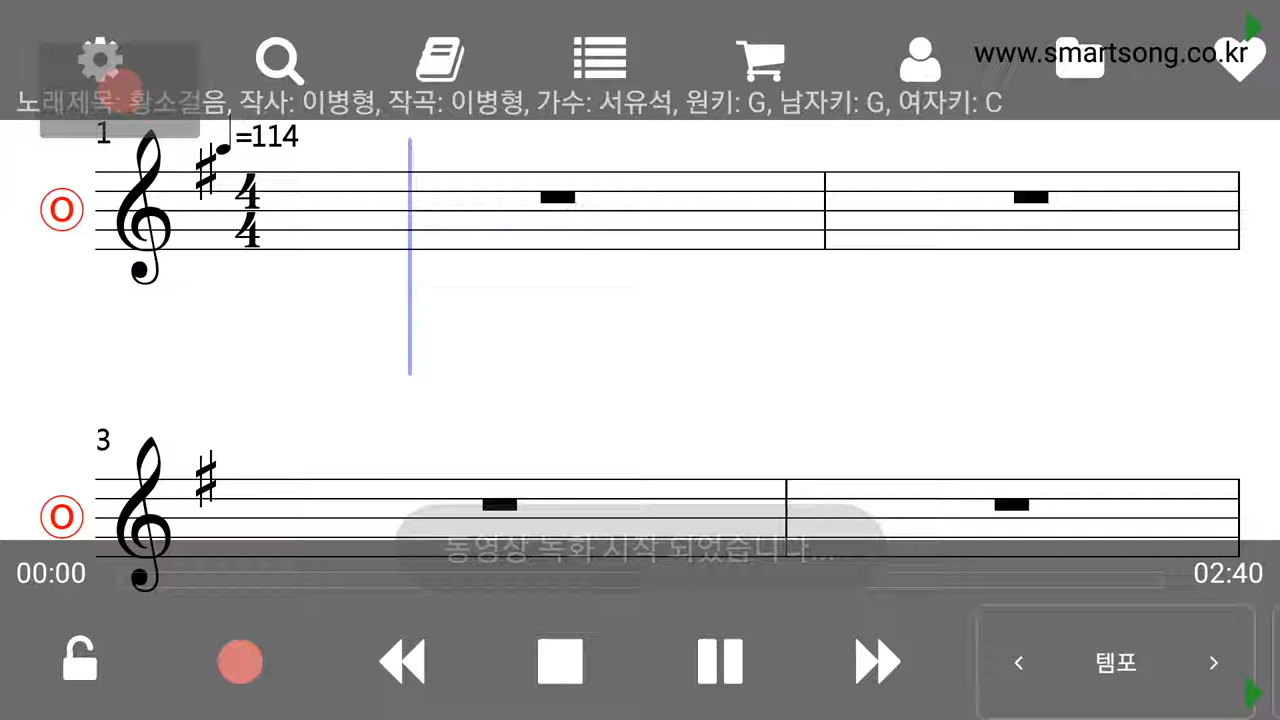 www.smartsong.co.kr
노래제목: 황소걸음, 작사: 이병형, 작곡: 이병형, 가수: 서유석, 원키: G, 남자키: G, 여자키: C
1
=114
4
4
O
3
O
동영상 녹화 시작 되었습니다...
00:00
02:40
템포